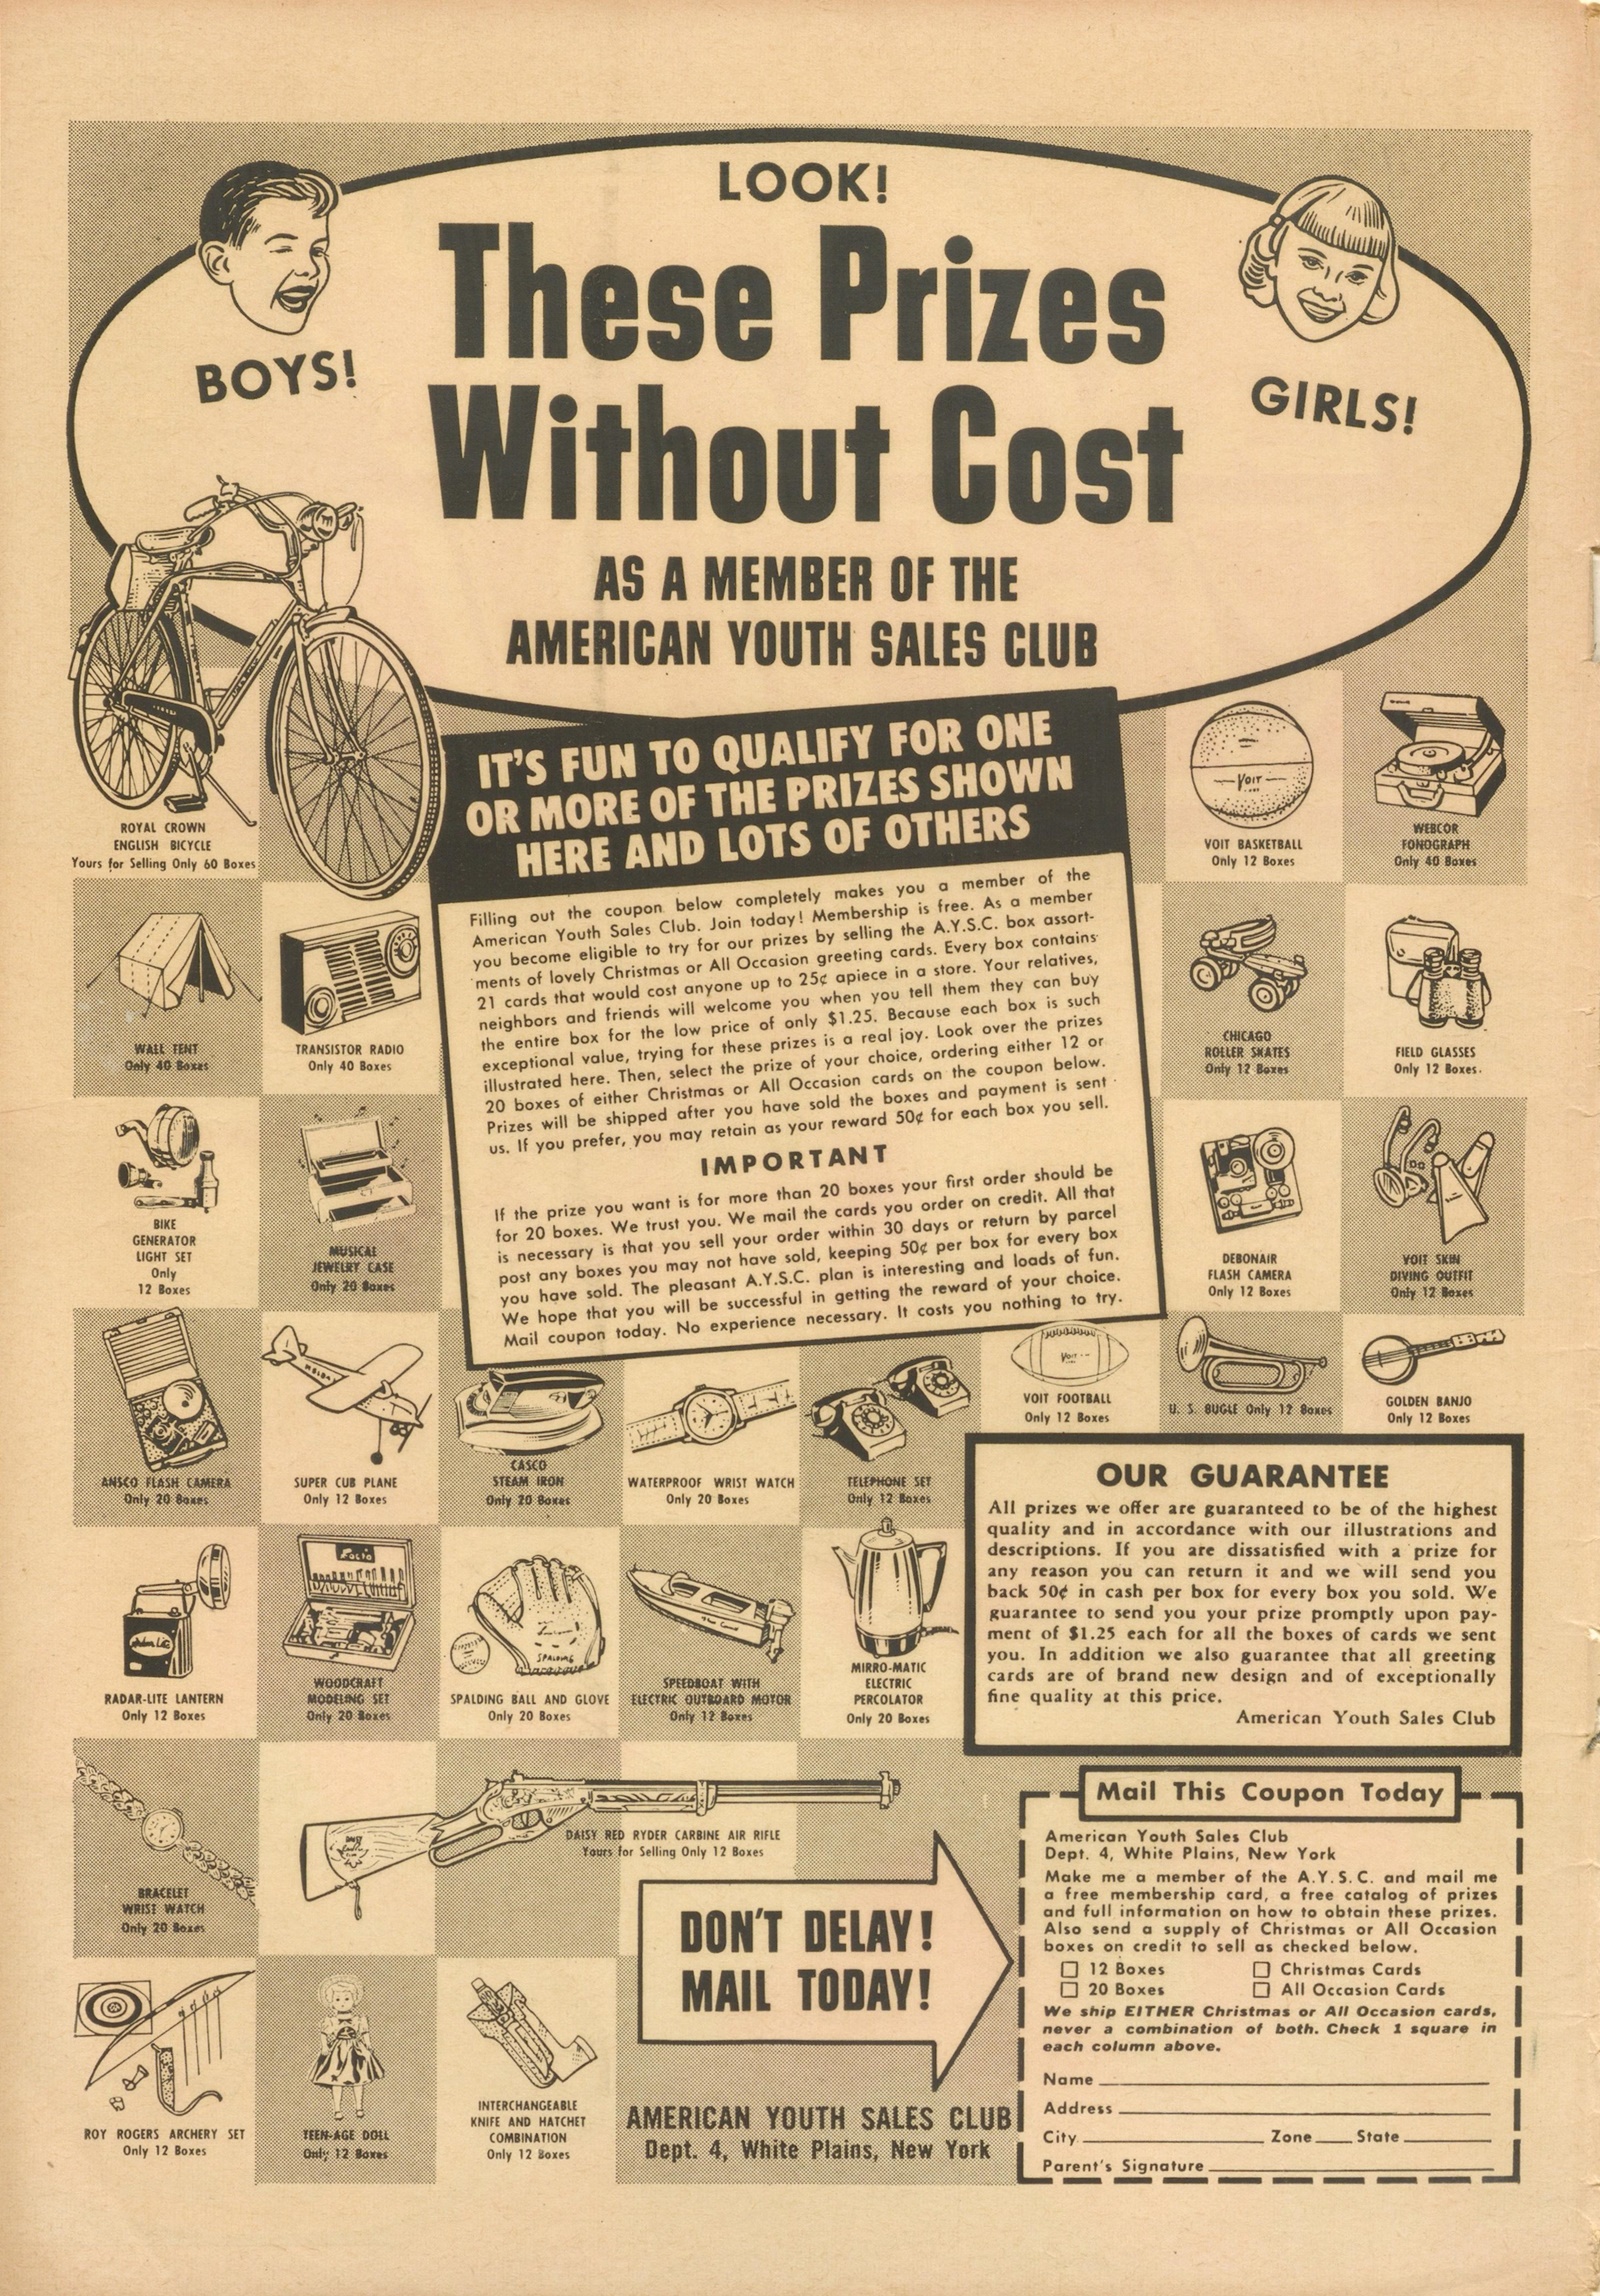 LOOK!
These Prizes
Without Cost
BOYS!
GIRLS!
AS A MEMBER OF THE
AMERICAN YOUTH SALES CLUB
IT'S FUN TO QUALIFY FOR ONE
OR MORE OF THE PRIZES SHOWN
HERE AND LOTS OF OTHERS
Filling out the coupon below completely makes you a member of the
American Youth Sales Club. Join today! Membership is free. As a member
you become eligible to try for our prizes by selling the A.Y.S.C. box assort-
ments of lovely Christmas or All Occasion greeting cards. Every box contains
21 cards that would cost anyone up to 25¢ apiece in a store. Your relatives,
neighbors and friends will welcome you when you tell them they can buy
the entire box for the low price of only $1.25. Because each box is such
exceptional value, trying for these prizes is a real joy. Look over the prizes
illustrated here. Then, select the prize of your choice, ordering either 12 or
20 boxes of either Christmas or All Occasion cards on the coupon below.
Prizes will be shipped after you have sold the boxes and payment is sent
us. If you prefer, you may retain as your reward 50¢ for each box you sell.
IMPORTANT
If the prize you want is for more than 20 boxes your first order should be
for 20 boxes. We trust you. We mail the cards you order on credit. All that
is necessary is that you sell your order within 30 days or return by parcel
post any boxes you may not have sold, keeping 50¢ per box for every box
you have sold. The pleasant A.Y.S.C. plan is interesting and loads of fun.
We hope that you will be successful in getting the reward of your choice.
Mail coupon today. No experience necessary. It costs you nothing to try.
ROYAL CROWN
ENGLISH BICYCLE
Yours for Selling Only 60 Boxes
VOIT
VOIT BASKETBALL
Only 12 Boxes
WEBCOR
FONOGRAPH
Only 40 Boxes
WALL TENT
Only 40 Boxes
TRANSISTOR RADIO
Only 40 Boxes
CHICAGO
ROLLER SKATES
Only 12 Boxes
FIELD GLASSES
Only 12 Boxes.
BIKE
GENERATOR
LIGHT SET
Only
12 Boxes
MUSICAL
JEWELRY CASE
Only 20 Boxes
DEBONAIR
FLASH CAMERA
Only 12 Boxes
VOIT SKIN
DIVING OUTFIT
Only 12 Boxes
ANSCO FLASH CAMERA
Only 20 Boxes
SUPER CUB PLANE
Only 12 Boxes
CASCO
STEAM IRON
Only 20 Boxes
WATERPROOF WRIST WATCH
Only 20 Boxes
TELEPHONE SET
Only 12 Boxes
VOIT
VOIT FOOTBALL
Only 12 Boxes
U. S. BUGLE Only 12 Boxes
GOLDEN BANJO
Only 12 Boxes
RADAR-LITE LANTERN
Only 12 Boxes
WOODCRAFT
MODELING SET
Only 20 Boxes
SPALDING
SPALDING BALL AND GLOVE
Only 20 Boxes
SPEEDBOAT WITH
ELECTRIC OUTBOARD MOTOR
Only 12 Boxes
MIRRO-MATIC
ELECTRIC
PERCOLATOR
Only 20 Boxes
OUR GUARANTEE
All prizes we offer are guaranteed to be of the highest
quality and in accordance with our illustrations and
descriptions. If you are dissatisfied with a prize for
any reason you can return it and we will send you
back 50¢ in cash per box for every box you sold. We
guarantee to send you your prize promptly upon pay-
ment of $1.25 each for all the boxes of cards we sent
you. In addition we also guarantee that all greeting
cards are of brand new design and of exceptionally
fine quality at this price.
American Youth Sales Club
BRACELET
WRIST WATCH
Only 20 Boxes
DAISY RED RYDER CARBINE AIR RIFLE
Yours for Selling Only 12 Boxes
ROY ROGERS ARCHERY SET
Only 12 Boxes
TEEN-AGE DOLL
Only 12 Boxes
INTERCHANGEABLE
KNIFE AND HATCHET
COMBINATION
Only 12 Boxes
DON'T DELAY!
MAIL TODAY!
AMERICAN YOUTH SALES CLUB
Dept. 4, White Plains, New York
Mail This Coupon Today
American Youth Sales Club
Dept. 4, White Plains, New York
Make me a member of the A.Y.S.C. and mail me
a free membership card, a free catalog of prizes
and full information on how to obtain these prizes.
Also send a supply of Christmas or All Occasion
boxes on credit to sell as checked below.
12 Boxes
Christmas Cards
20 Boxes
All Occasion Cards
We ship EITHER Christmas or All Occasion cards,
never a combination of both. Check 1 square in
each column above.
Name
Address
City Zone State
Parent's Signature